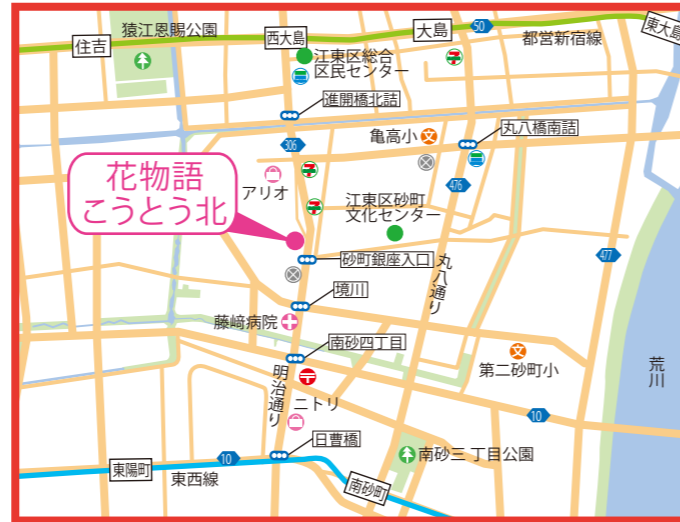 猿江恩賜公園
住吉
西大島
江東区総合
区民センター
大島
50
都営新宿線
東大島
進開橋北詰
306
亀高小
文
丸八橋南詰
花物語
こうとう北
アリオ
江東区砂町
文化センター
476
477
砂町銀座入口
丸八通り
境川
藤﨑病院
南砂四丁目
明治通り
ニトリ
文
第二砂町小
荒川
10
日曹橋
10
東陽町
東西線
南砂町
南砂三丁目公園